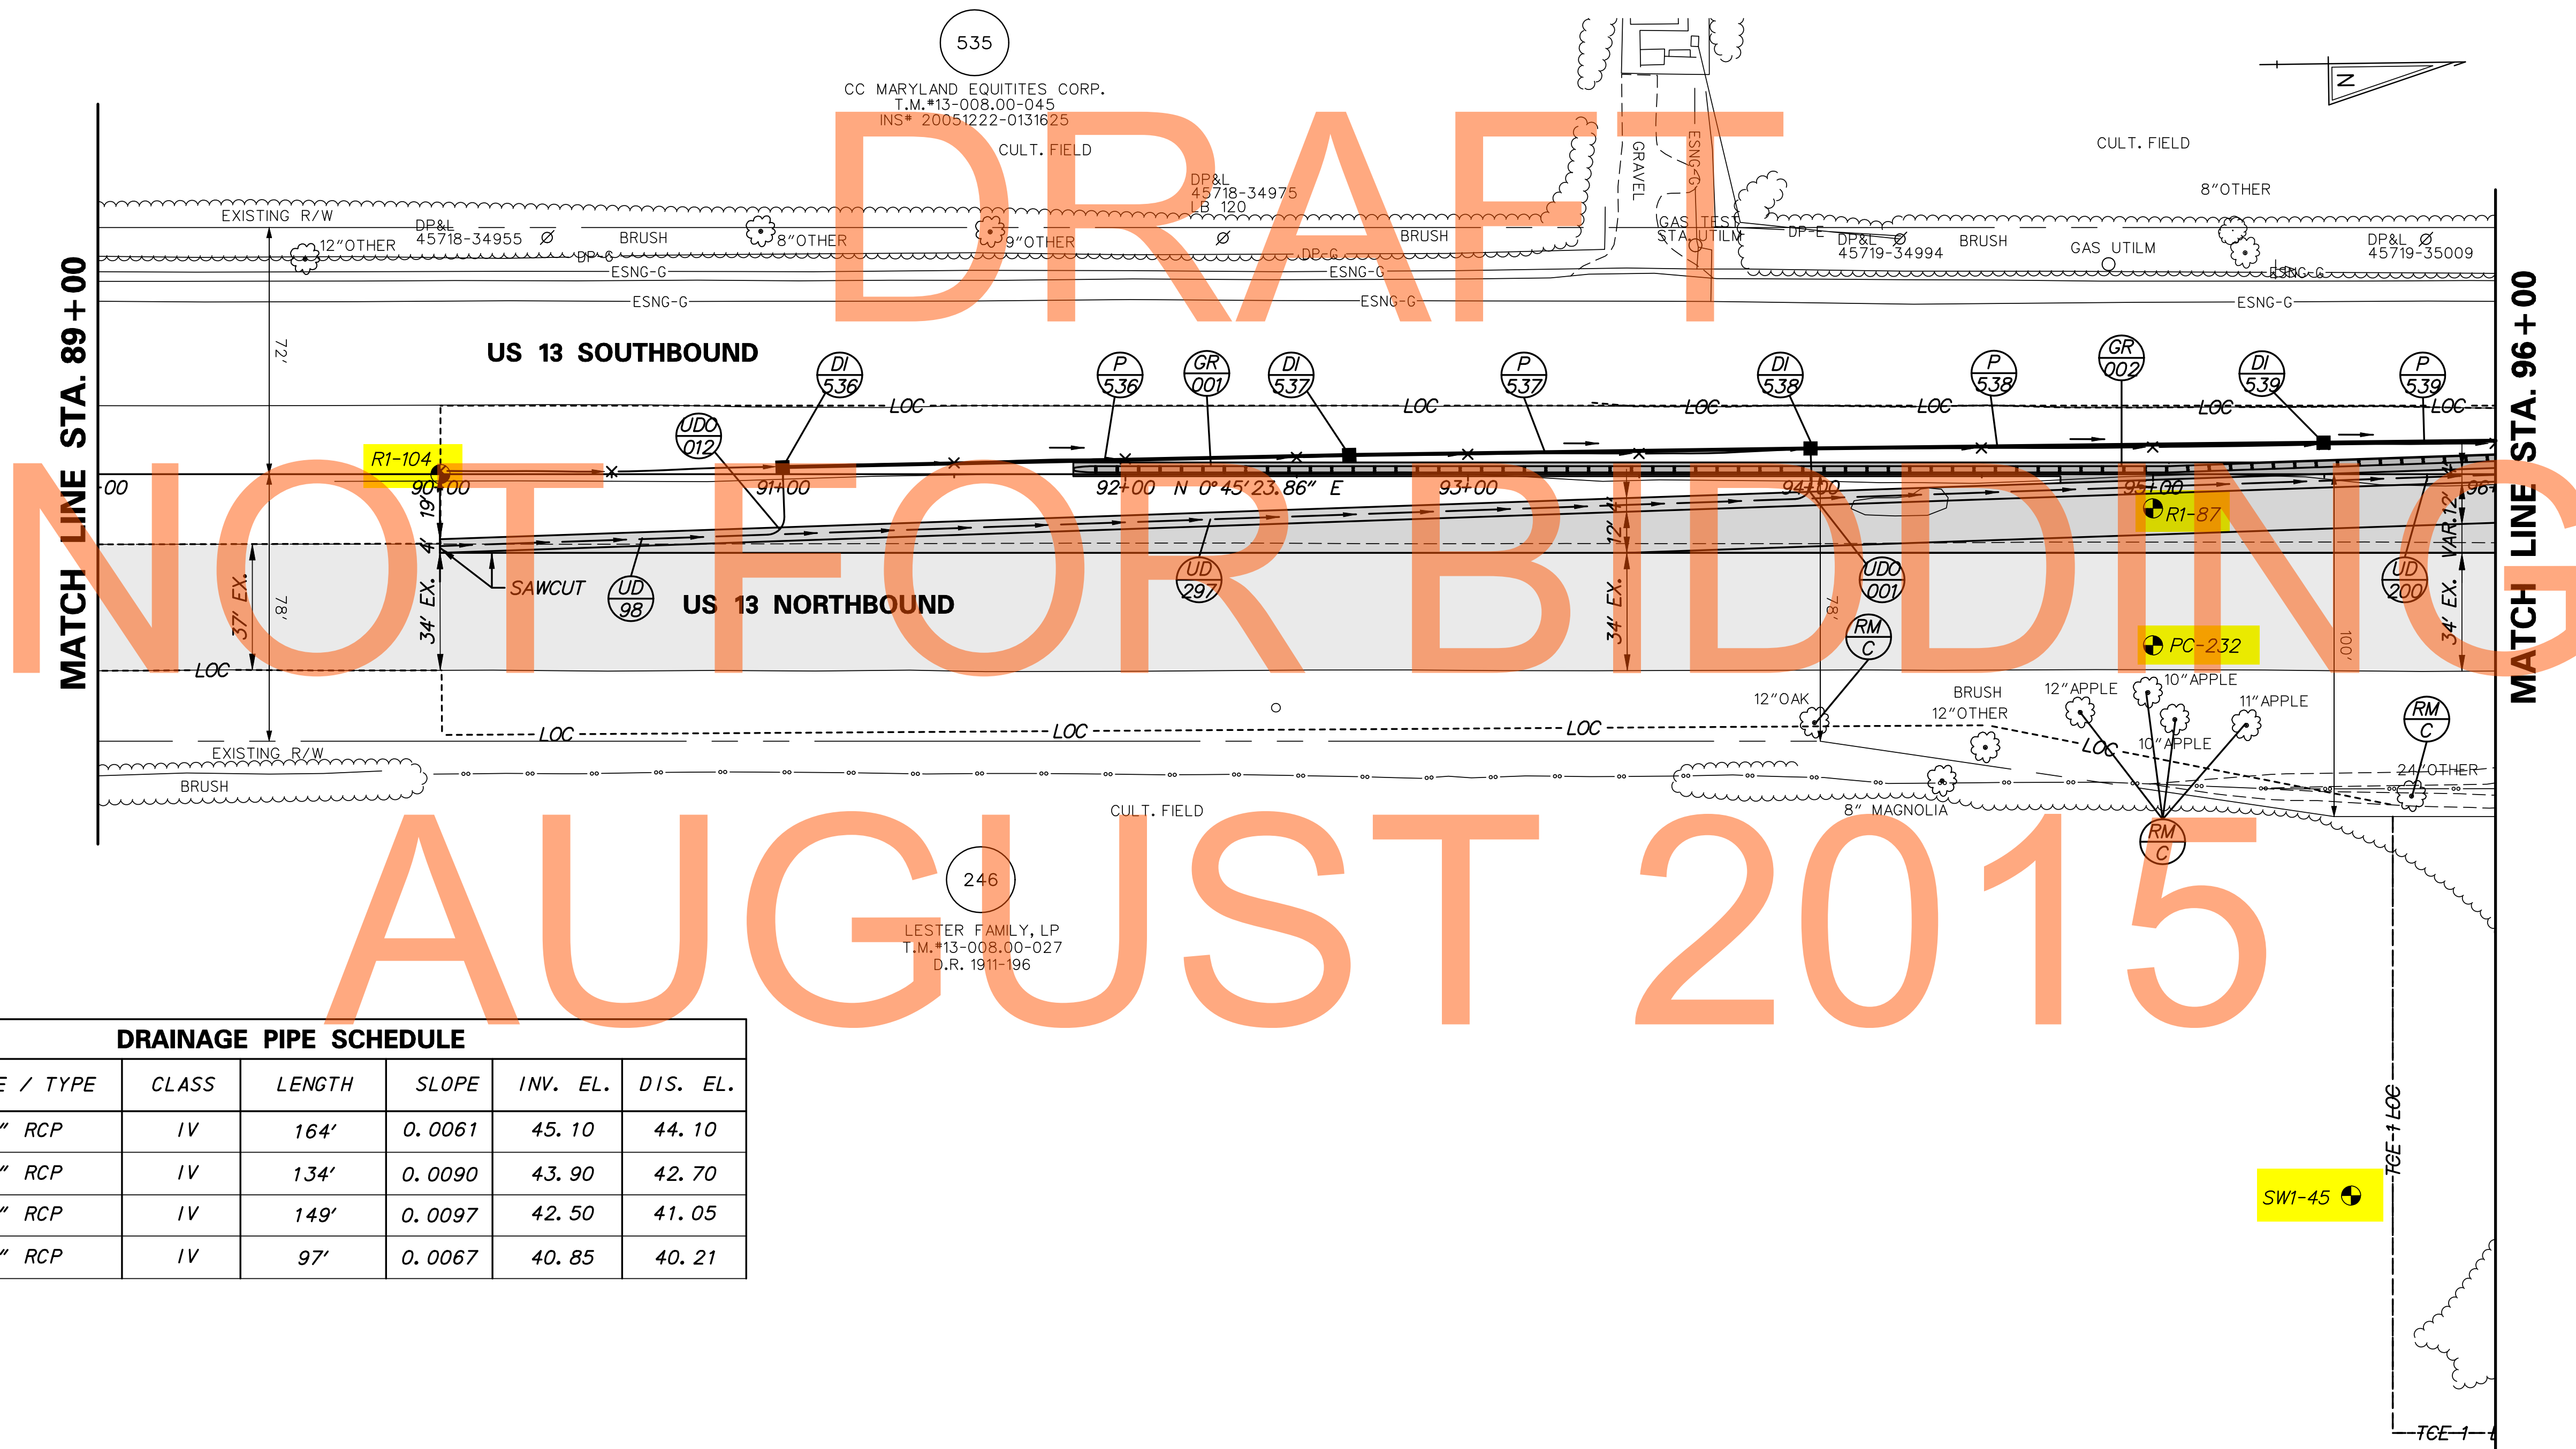 535
CC MARYLAND EQUITITES CORP.
T.M.#13-008.00-045
INS# 20051222-0131625
CULT. FIELD
CULT. FIELD
N
DRAFT
GRAVEL
ESNG-G
DP&L
45718-34975
LB 120
8"OTHER
EXISTING R/W
DP&L
45718-34955
12"OTHER
BRUSH
8"OTHER
9"OTHER
BRUSH
GAS TEST
STA. UTILM
DP-E
DP&L
45719-34994
BRUSH
GAS UTILM
DP&L
45719-35009
DP-G
DP-G
ESNG-G
ESNG-G
ESNG-G
ESNG-G
ESNG-G
ESNG-G
MATCH LINE STA. 89+00
MATCH LINE STA. 96+00
72'
US 13 SOUTHBOUND
DI
536
P
536
GR
001
DI
537
P
537
DI
538
P
538
GR
002
DI
539
P
539
LOC
LOC
LOC
LOC
LOC
LOC
UDO
012
R1-104
+00
90+00
91+00
92+00
N 0°45'23.86" E
93+00
94+00
95+00
96+
NOT FOR BIDDING
19'
4'
34' EX.
37' EX.
78'
SAWCUT
UD
98
US 13 NORTHBOUND
UD
297
4'
12'
34' EX.
78'
UDO
001
RM
C
R1-87
PC-232
UD
200
4'
VAR. 12'
34' EX.
100'
LOC
LOC
LOC
LOC
LOC
EXISTING R/W
BRUSH
12"OAK
BRUSH
12"OTHER
12"APPLE
10"APPLE
11"APPLE
10"APPLE
RM
C
24"OTHER
8" MAGNOLIA
RM
C
CULT. FIELD
AUGUST 2015
246
LESTER FAMILY, LP
T.M.#13-008.00-027
D.R. 1911-196
TCE-1 LOC
SW1-45
TCE-1
DRAINAGE PIPE SCHEDULE
E / TYPE CLASS LENGTH SLOPE INV. EL. DIS. EL.
" RCP IV 164' 0.0061 45.10 44.10
" RCP IV 134' 0.0090 43.90 42.70
" RCP IV 149' 0.0097 42.50 41.05
" RCP IV 97' 0.0067 40.85 40.21